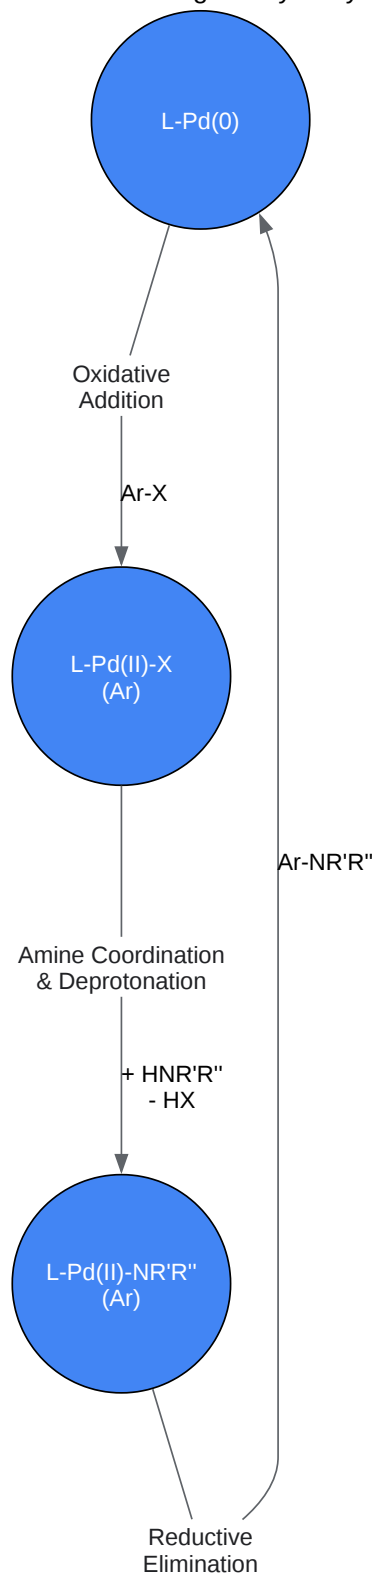 L-Pd(0)
Oxidative
Addition
Ar-X
L-Pd(II)-X
(Ar)
Ar-NR'R''
Amine Coordination
& Deprotonation
+ HNR'R''
- HX
L-Pd(II)-NR'R''
(Ar)
Reductive
Elimination